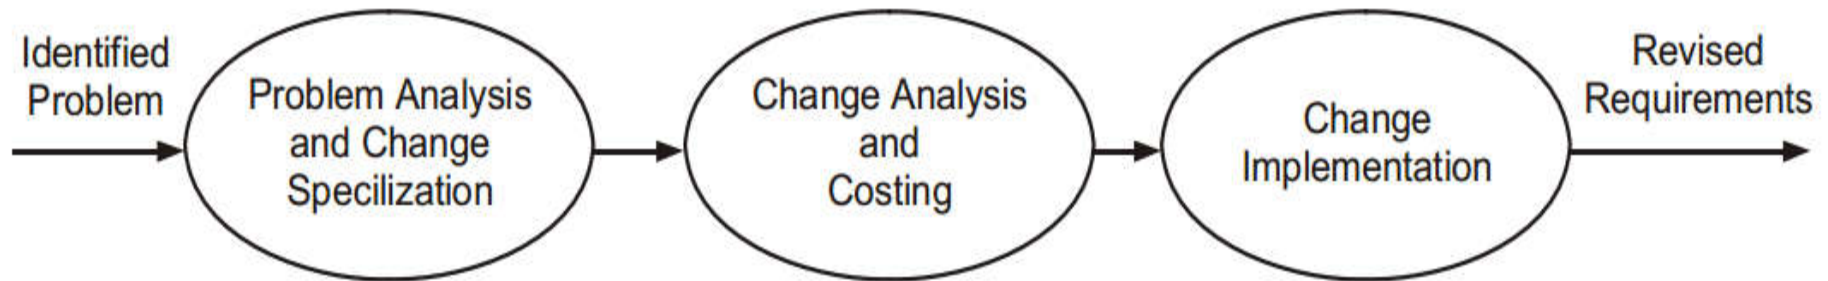 Identified
Problem
Problem Analysis
and Change
Specilization
Change Analysis
and
Costing
Change
Implementation
Revised
Requirements